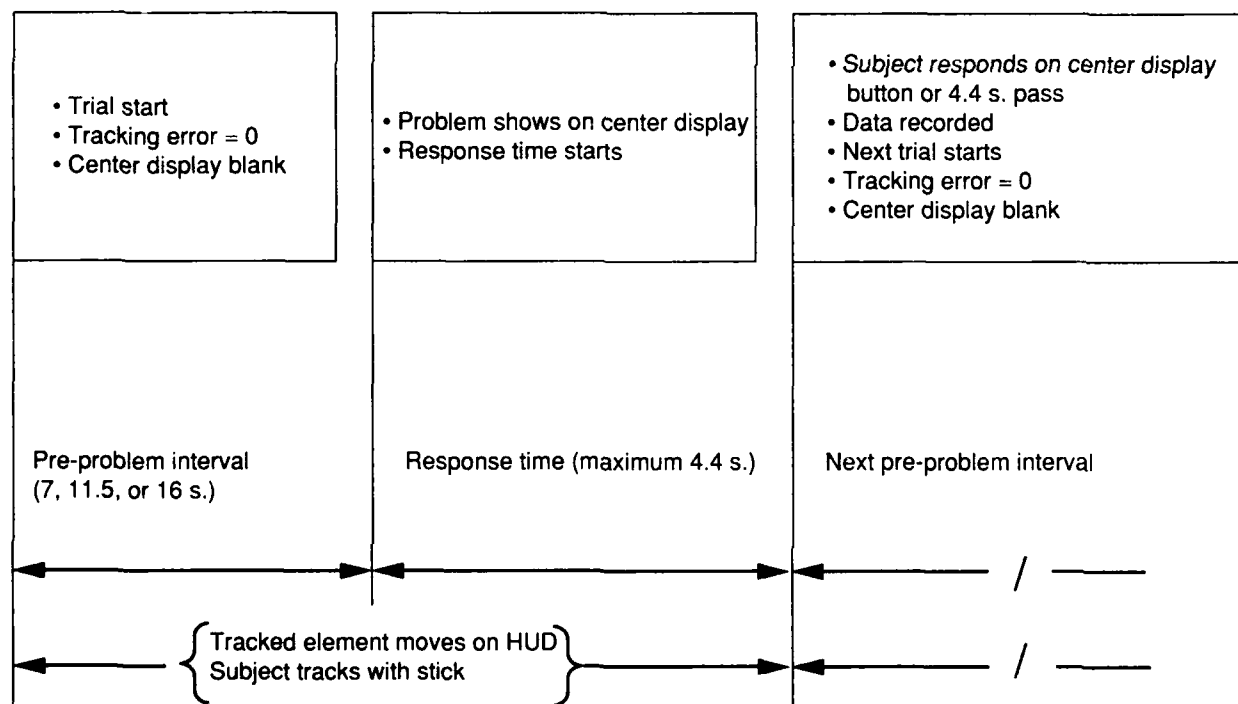 • Trial start
• Tracking error = 0
• Center display blank
• Problem shows on center display
• Response time starts
• Subject responds on center display
button or 4.4 s. pass
• Data recorded
• Next trial starts
• Tracking error = 0
• Center display blank
Pre-problem interval
(7, 11.5, or 16 s.)
Response time (maximum 4.4 s.)
Next pre-problem interval
Tracked element moves on HUD
Subject tracks with stick